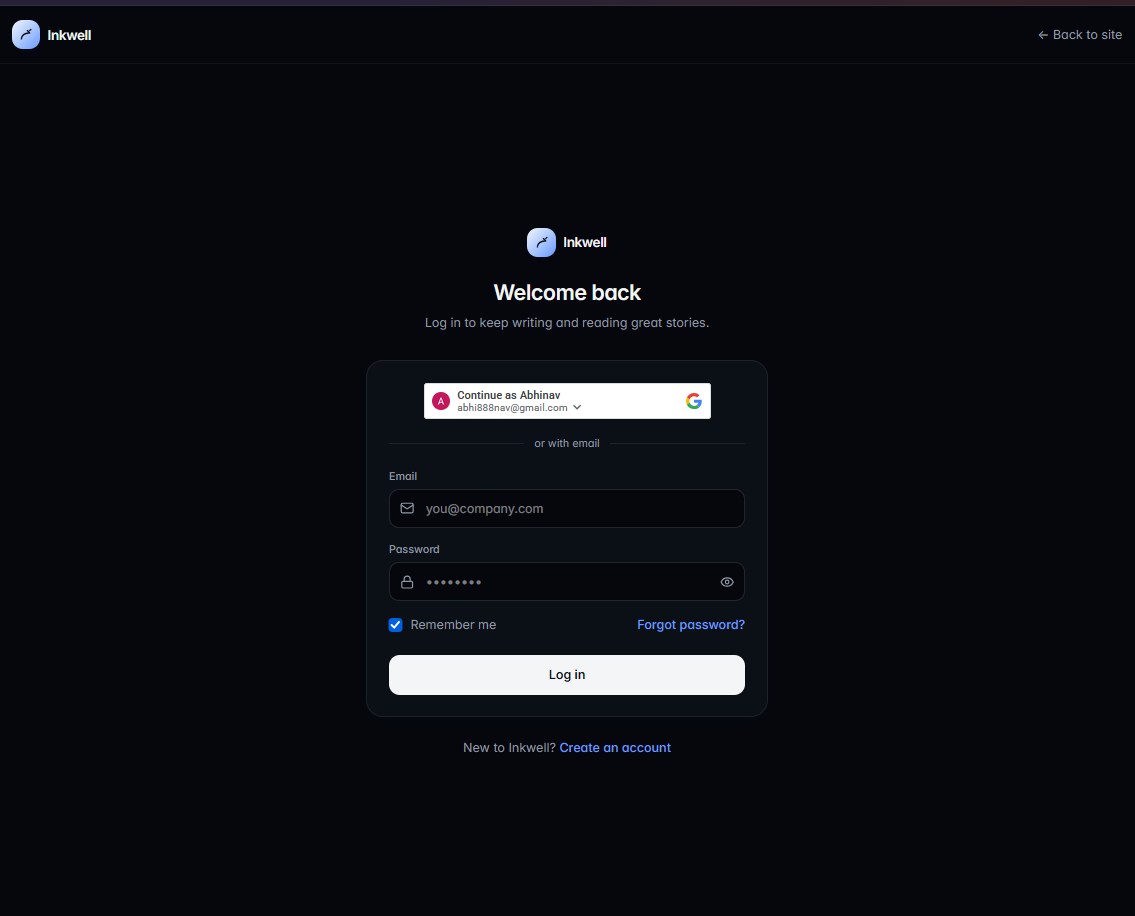 Inkwell
← Back to site
Inkwell
Welcome back
Log in to keep writing and reading great stories.
A
Continue as Abhinav
abhi888nav@gmail.com
or with email
Email
you@company.com
Password
••••••••
Remember me
Forgot password?
Log in
New to Inkwell? Create an account